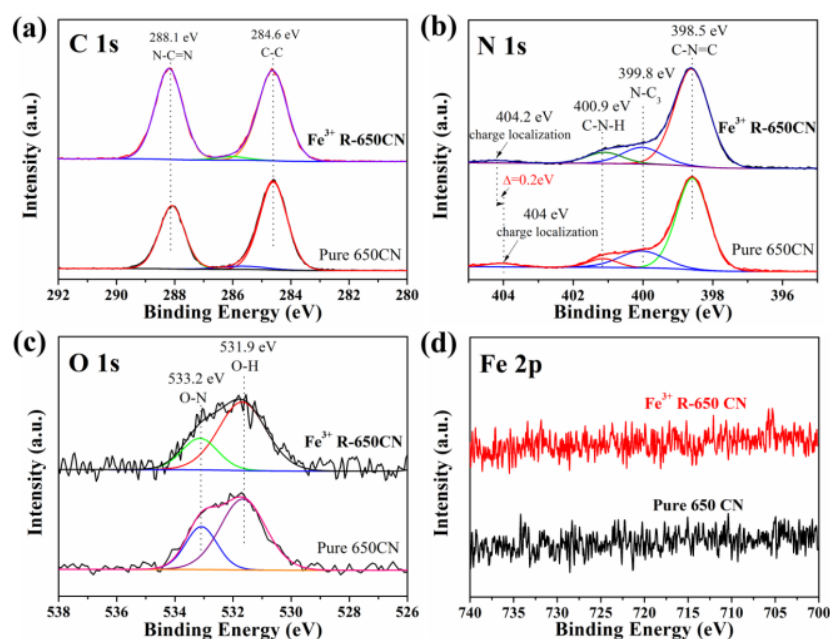 (a) C 1s
288.1 eV
N-C=N
284.6 eV
C-C
Fe³⁺ R-650CN
Pure 650CN
Intensity (a.u.)
292 290 288 286 284 282 280
Binding Energy (eV)
(b) N 1s
398.5 eV
C-N=C
399.8 eV
N-C₃
400.9 eV
C-N-H
404.2 eV
charge localization
Fe³⁺ R-650CN
Δ=0.2eV
404 eV
charge localization
Pure 650CN
Intensity (a.u.)
404 402 400 398 396
Binding Energy (eV)
(c) O 1s
531.9 eV
O-H
533.2 eV
O-N
Fe³⁺ R-650CN
Pure 650CN
Intensity (a.u.)
538 536 534 532 530 528 526
Binding Energy (eV)
(d) Fe 2p
Fe³⁺ R-650 CN
Pure 650 CN
Intensity (a.u.)
740 735 730 725 720 715 710 705 700
Binding Energy (eV)